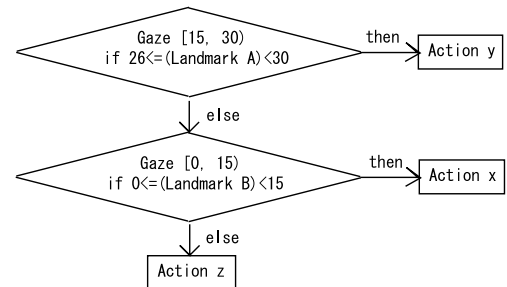 Gaze [15, 30)
if 26<=(Landmark A)<30
then
Action y
else
Gaze [0, 15)
if 0<=(Landmark B)<15
then
Action x
else
Action z